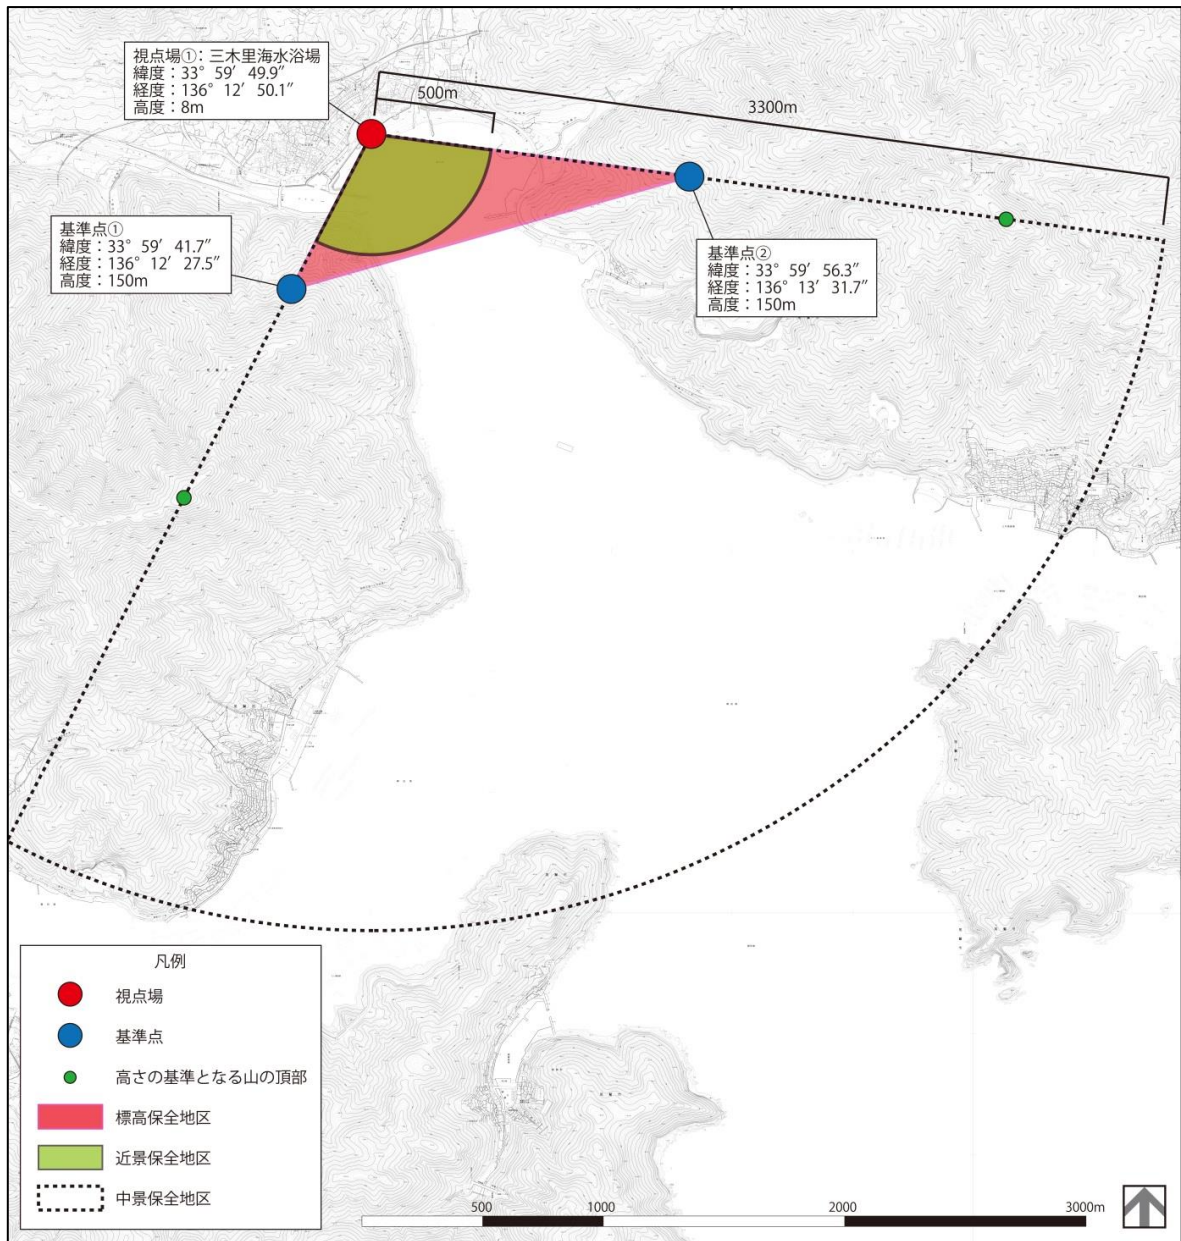 視点場①：三木里海水浴場
緯度：33° 59′ 49.9″
経度：136° 12′ 50.1″
高度：8m
500m
3300m
基準点①
緯度：33° 59′ 41.7″
経度：136° 12′ 27.5″
高度：150m
基準点②
緯度：33° 59′ 56.3″
経度：136° 13′ 31.7″
高度：150m
凡例
視点場
基準点
高さの基準となる山の頂部
標高保全地区
近景保全地区
中景保全地区
500 1000 2000 3000m